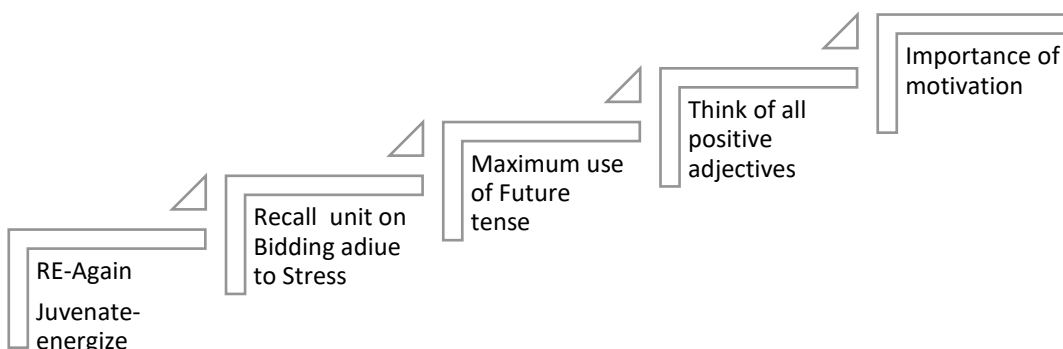 RE-Again
Juvenate-
energize
Recall unit on
Bidding adiue
to Stress
Maximum use
of Future
tense
Think of all
positive
adjectives
Importance of
motivation